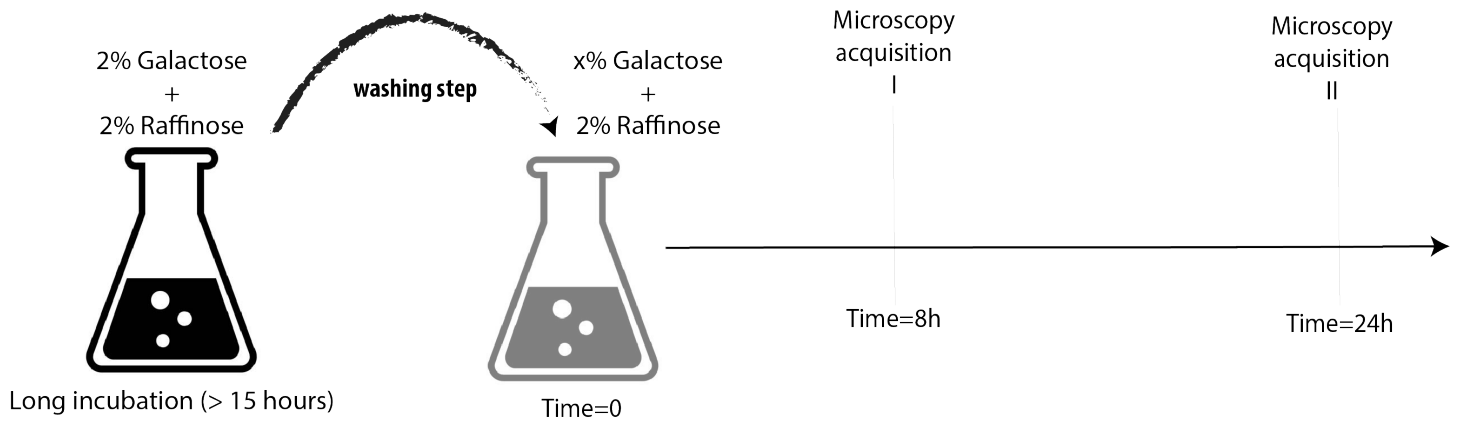 2% Galactose
+
2% Raffinose
washing step
x% Galactose
+
2% Raffinose
Microscopy
acquisition
I
Microscopy
acquisition
II
Long incubation (> 15 hours)
Time=0
Time=8h
Time=24h